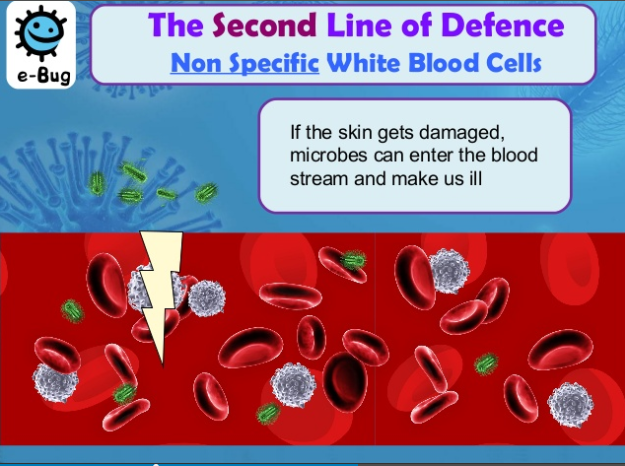 The Second Line of Defence
Non Specific White Blood Cells
e-Bug
If the skin gets damaged,
microbes can enter the blood
stream and make us ill